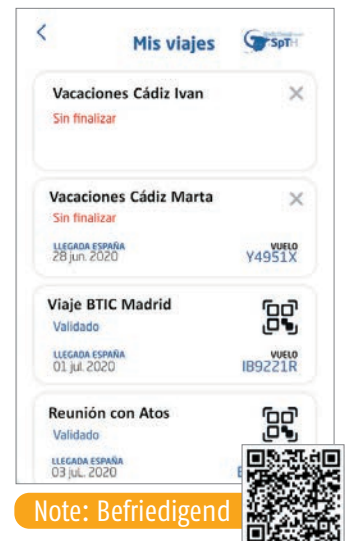 Mis viajes
SpTH
Vacaciones Cádiz Ivan
Sin finalizar
Vacaciones Cádiz Marta
Sin finalizar
LLEGADA ESPAÑA VUELO
28 jun. 2020 Y4951X
Viaje BTIC Madrid
Validado
LLEGADA ESPAÑA VUELO
01 jul. 2020 IB9221R
Reunión con Atos
Validado
LLEGADA ESPAÑA
03 jul. 2020
Note: Befriedigend